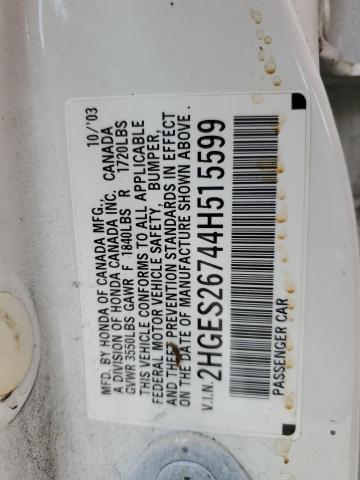 MFD. BY HONDA OF CANADA MFG., 10/'03
A DIVISION OF HONDA CANADA INC. CANADA
GVWR 3550LBS GAWR F 1840LBS R 1720LBS
THIS VEHICLE CONFORMS TO ALL APPLICABLE
FEDERAL MOTOR VEHICLE SAFETY, BUMPER,
AND THEFT PREVENTION STANDARDS IN EFFECT
ON THE DATE OF MANUFACTURE SHOWN ABOVE.
V.I.N. 2HGES26744H515599
PASSENGER CAR